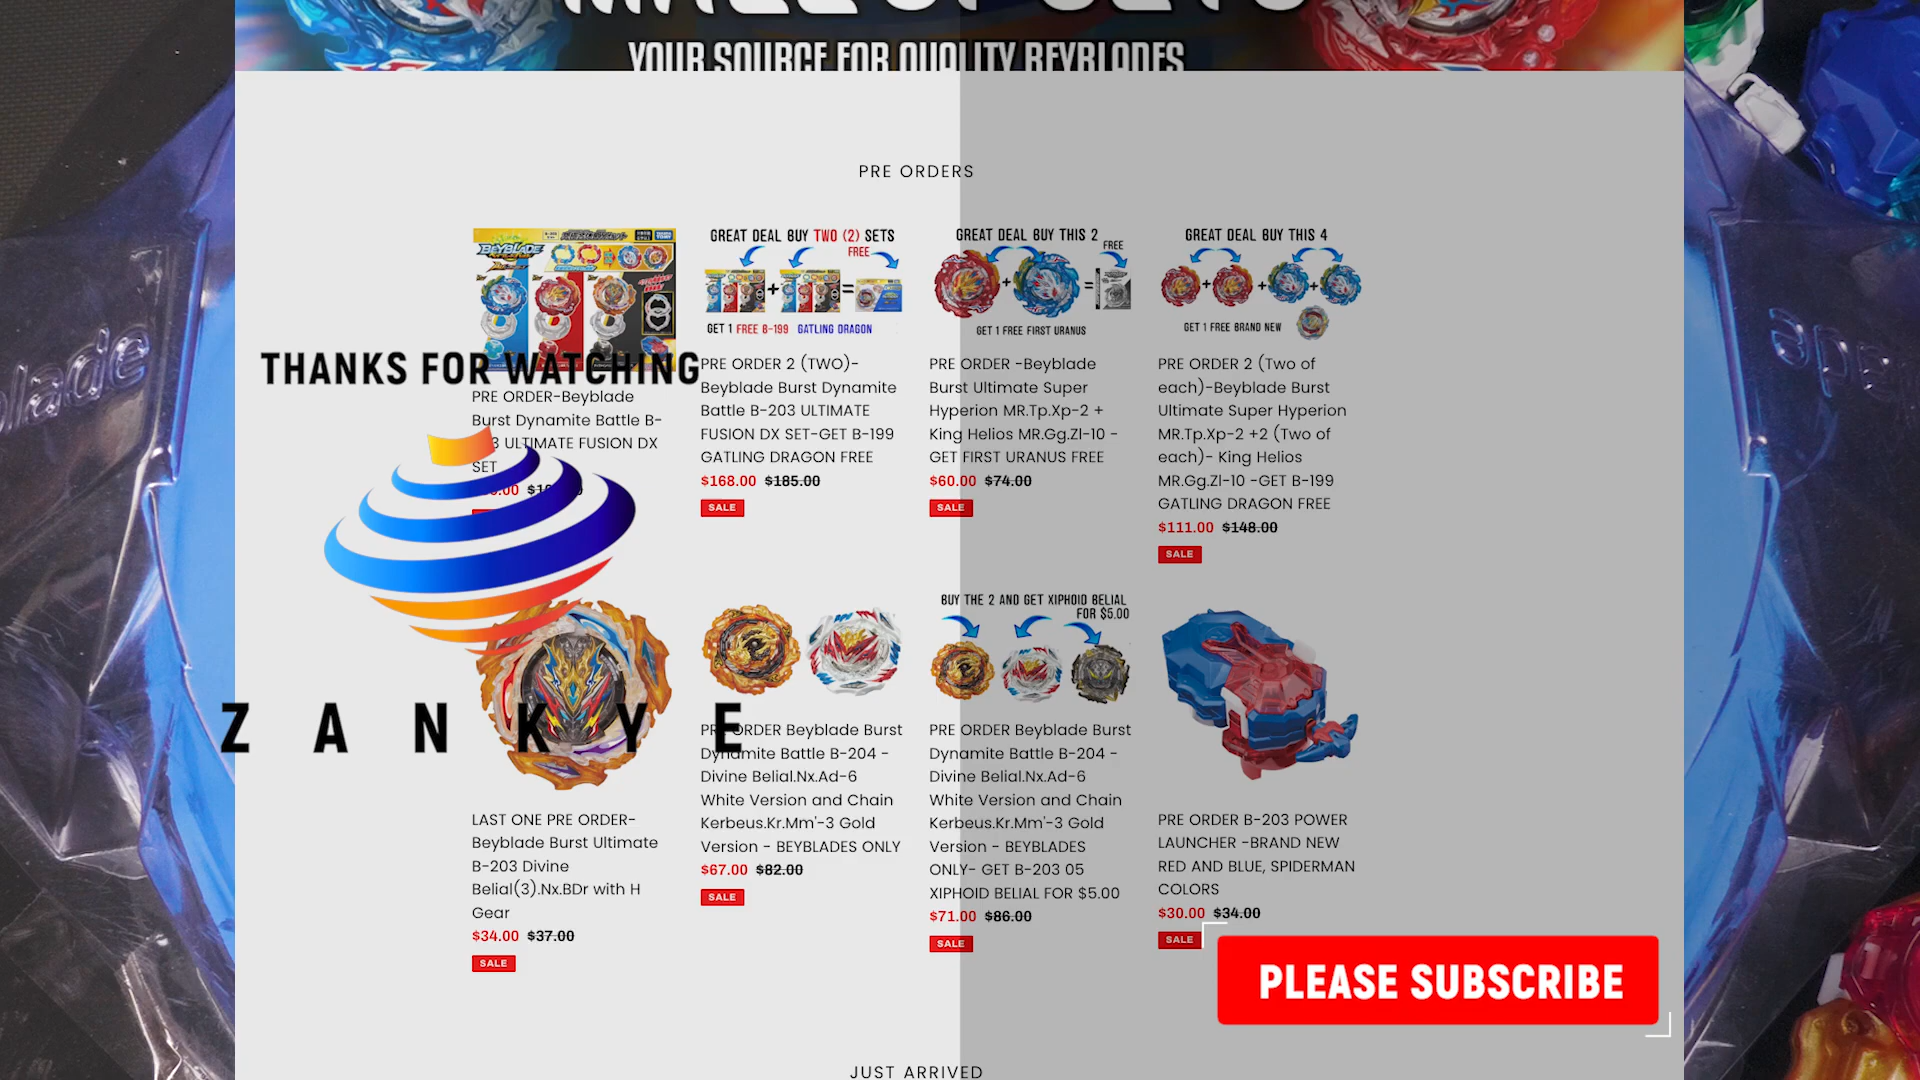 YOUR SOURCE FOR QUALITY BEYBLADES
PRE ORDERS
GREAT DEAL BUY TWO (2) SETS
FREE
GET 1 FREE B-199 GATLING DRAGON
GREAT DEAL BUY THIS 2
FREE
GET 1 FREE FIRST URANUS
GREAT DEAL BUY THIS 4
GET 1 FREE BRAND NEW
BEYBLADE
THANKS FOR WATCHING
PRE ORDER-Beyblade
Burst Dynamite Battle B-
3 ULTIMATE FUSION DX
SET
PRE ORDER 2 (TWO)-
Beyblade Burst Dynamite
Battle B-203 ULTIMATE
FUSION DX SET-GET B-199
GATLING DRAGON FREE
$168.00 $185.00
SALE
PRE ORDER -Beyblade
Burst Ultimate Super
Hyperion MR.Tp.Xp-2 +
King Helios MR.Gg.Zl-10 -
GET FIRST URANUS FREE
$60.00 $74.00
SALE
PRE ORDER 2 (Two of
each)-Beyblade Burst
Ultimate Super Hyperion
MR.Tp.Xp-2 +2 (Two of
each)- King Helios
MR.Gg.Zl-10 -GET B-199
GATLING DRAGON FREE
$111.00 $148.00
SALE
ZANKYE
LAST ONE PRE ORDER-
Beyblade Burst Ultimate
B-203 Divine
Belial(3).Nx.BDr with H
Gear
$34.00 $37.00
SALE
PRE ORDER Beyblade Burst
Dynamite Battle B-204 -
Divine Belial.Nx.Ad-6
White Version and Chain
Kerbeus.Kr.Mm'-3 Gold
Version - BEYBLADES ONLY
$67.00 $82.00
SALE
BUY THE 2 AND GET XIPHOID BELIAL
FOR $5.00
PRE ORDER Beyblade Burst
Dynamite Battle B-204 -
Divine Belial.Nx.Ad-6
White Version and Chain
Kerbeus.Kr.Mm'-3 Gold
Version - BEYBLADES
ONLY- GET B-203 05
XIPHOID BELIAL FOR $5.00
$71.00 $86.00
SALE
PRE ORDER B-203 POWER
LAUNCHER -BRAND NEW
RED AND BLUE, SPIDERMAN
COLORS
$30.00 $34.00
SALE
PLEASE SUBSCRIBE
JUST ARRIVED